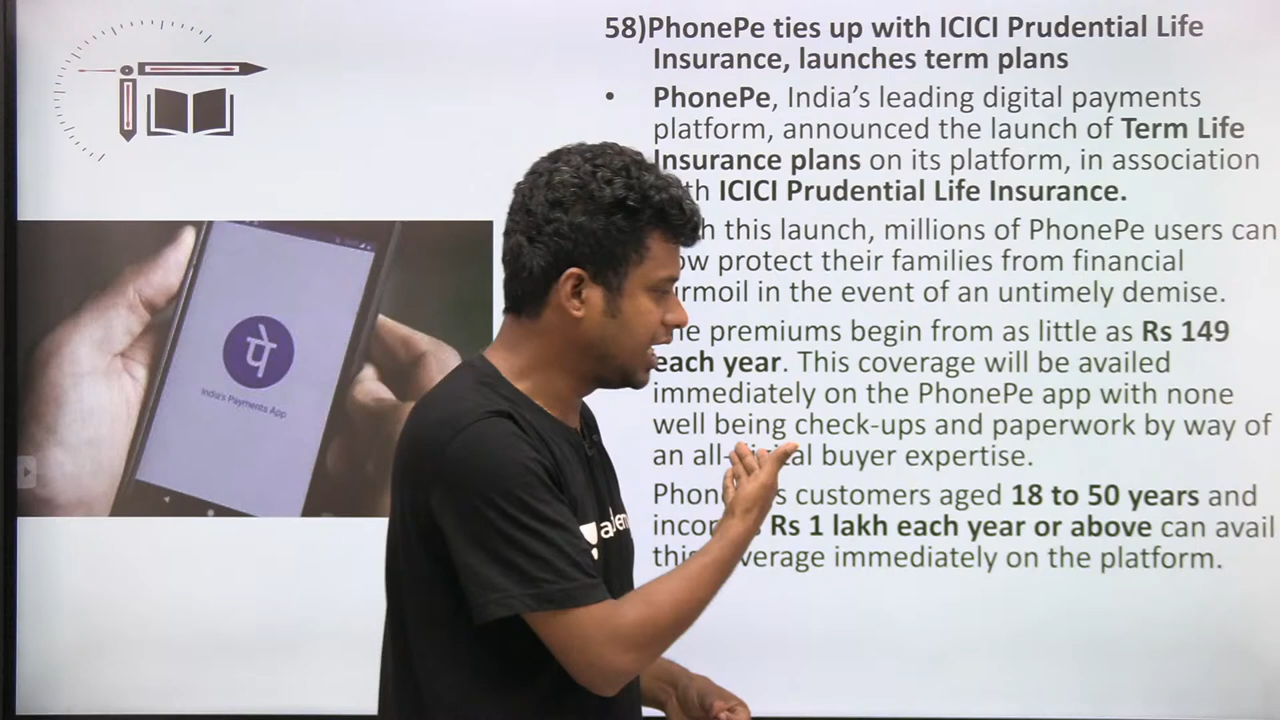 58)PhonePe ties up with ICICI Prudential Life
Insurance, launches term plans
• PhonePe, India's leading digital payments
platform, announced the launch of Term Life
Insurance plans on its platform, in association
ICICI Prudential Life Insurance.
this launch, millions of PhonePe users can
protect their families from financial
in the event of an untimely demise.
premiums begin from as little as Rs 149
each year. This coverage will be availed
immediately on the PhonePe app with none
well being check-ups and paperwork by way of
an buyer expertise.
customers aged 18 to 50 years and
Rs 1 lakh each year or above can avail
immediately on the platform.
पे
India's Payments App